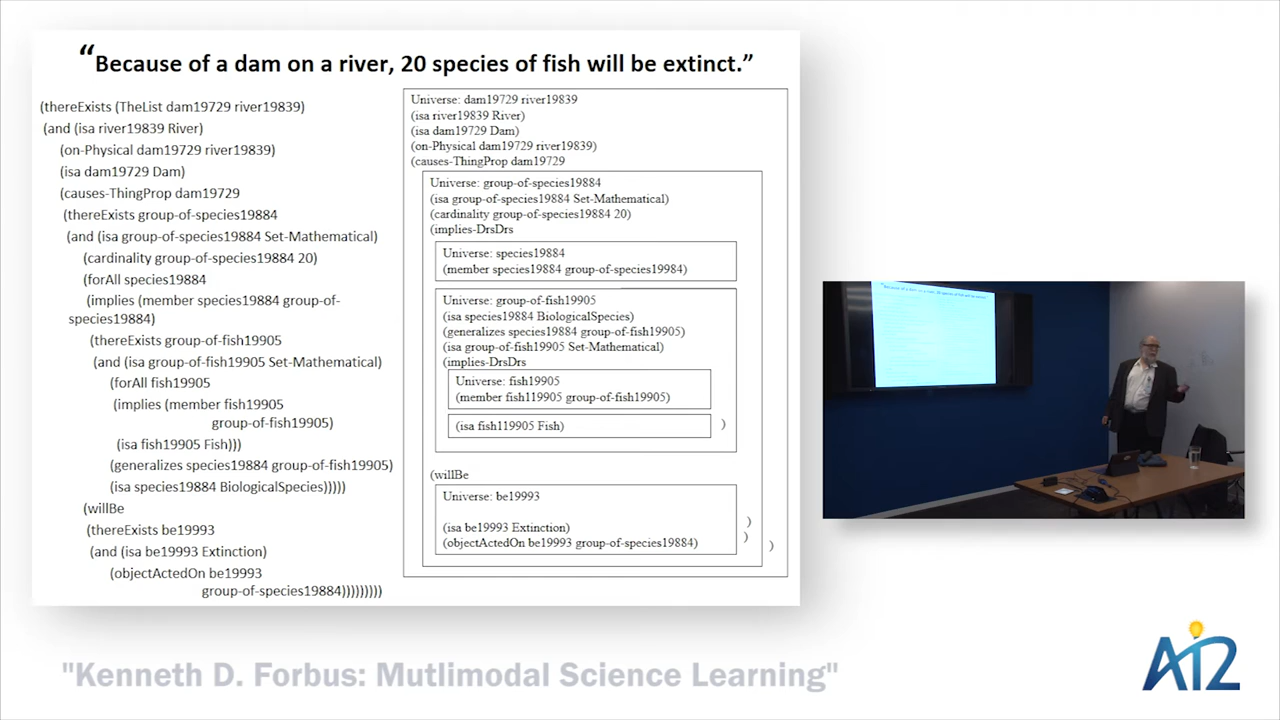 “Because of a dam on a river, 20 species of fish will be extinct.”
(thereExists (TheList dam19729 river19839)
(and (isa river19839 River)
(on-Physical dam19729 river19839)
(isa dam19729 Dam)
(causes-ThingProp dam19729
(thereExists group-of-species19884
(and (isa group-of-species19884 Set-Mathematical)
(cardinality group-of-species19884 20)
(forAll species19884
(implies (member species19884 group-of-
species19884)
(thereExists group-of-fish19905
(and (isa group-of-fish19905 Set-Mathematical)
(forAll fish19905
(implies (member fish19905
group-of-fish19905)
(isa fish19905 Fish)))
(generalizes species19884 group-of-fish19905)
(isa species19884 BiologicalSpecies)))))
(willBe
(thereExists be19993
(and (isa be19993 Extinction)
(objectActedOn be19993
group-of-species19884)))))))))
Universe: dam19729 river19839
(isa river19839 River)
(isa dam19729 Dam)
(on-Physical dam19729 river19839)
(causes-ThingProp dam19729
Universe: group-of-species19884
(isa group-of-species19884 Set-Mathematical)
(cardinality group-of-species19884 20)
(implies-DrsDrs
Universe: species19884
(member species19884 group-of-species19984)
Universe: group-of-fish19905
(isa species19884 BiologicalSpecies)
(generalizes species19884 group-of-fish19905)
(isa group-of-fish19905 Set-Mathematical)
(implies-DrsDrs
Universe: fish19905
(member fish119905 group-of-fish19905)
(isa fish119905 Fish)
)
(willBe
Universe: be19993
(isa be19993 Extinction)
(objectActedOn be19993 group-of-species19884)
)
)
)
"Kenneth D. Forbus: Mutlinodal Science Learning"
AI2